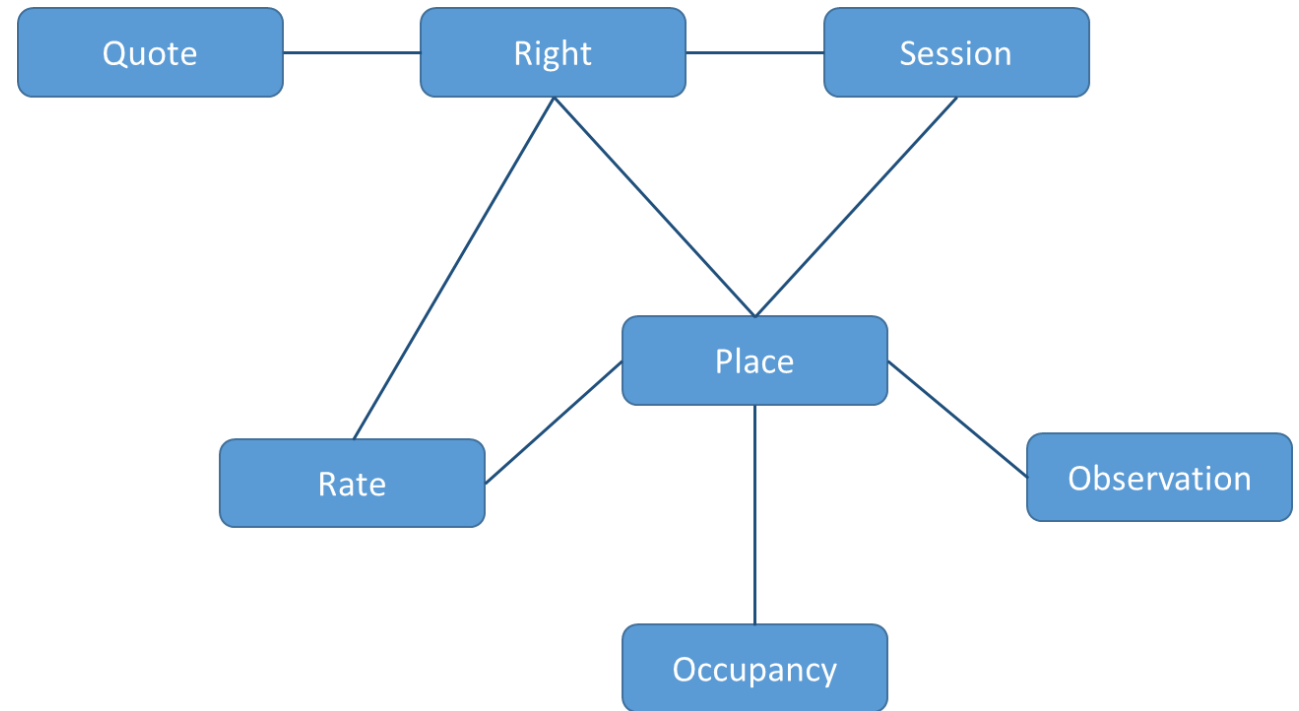 Quote
Right
Session
Place
Rate
Observation
Occupancy